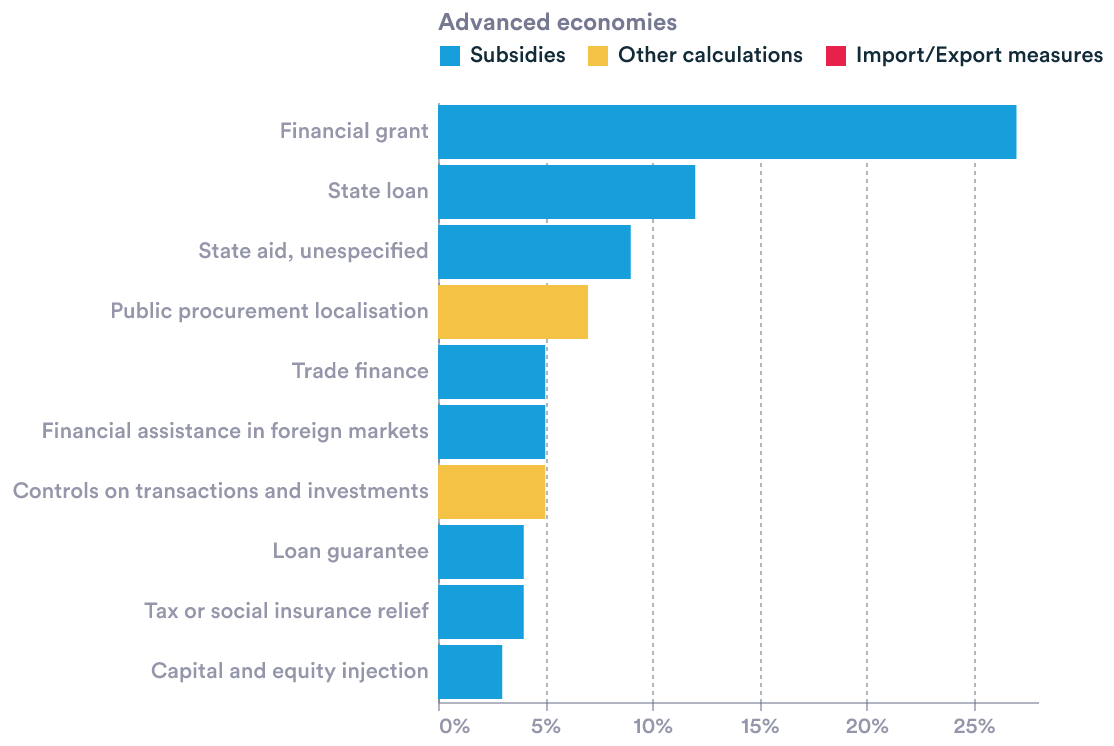 Advanced economies
Subsidies Other calculations Import/Export measures
Financial grant
State loan
State aid, unspecified
Public procurement localisation
Trade finance
Financial assistance in foreign markets
Controls on transactions and investments
Loan guarantee
Tax or social insurance relief
Capital and equity injection
0% 5% 10% 15% 20% 25%